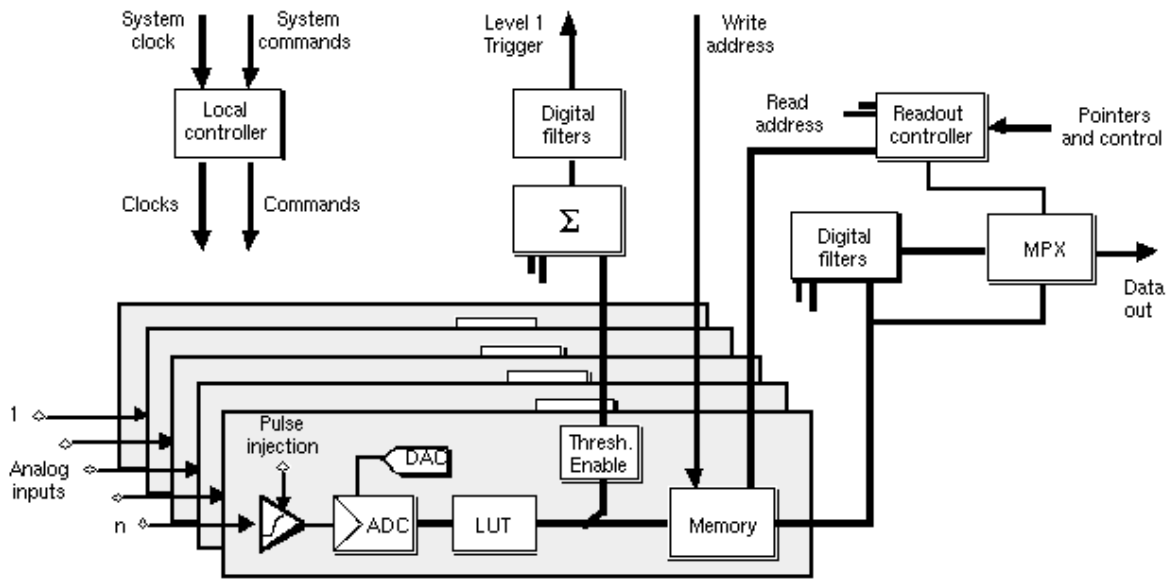 System
clock
System
commands
Level 1
Trigger
Write
address
Local
controller
Digital
filters
Read
address
Readout
controller
Pointers
and control
Clocks
Commands
Σ
Digital
filters
MPX
Data
out
1
Analog
inputs
n
Pulse
injection
DAC
Thresh.
Enable
ADC
LUT
Memory